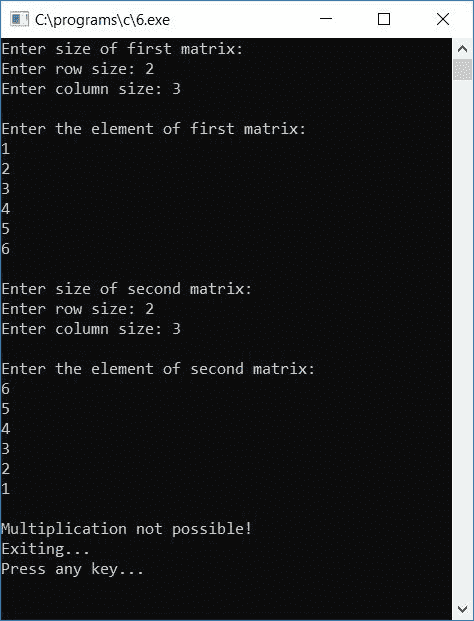 C:\programs\c\6.exe
Enter size of first matrix:
Enter row size: 2
Enter column size: 3
Enter the element of first matrix:
1
2
3
4
5
6
Enter size of second matrix:
Enter row size: 2
Enter column size: 3
Enter the element of second matrix:
6
5
4
3
2
1
Multiplication not possible!
Exiting...
Press any key...